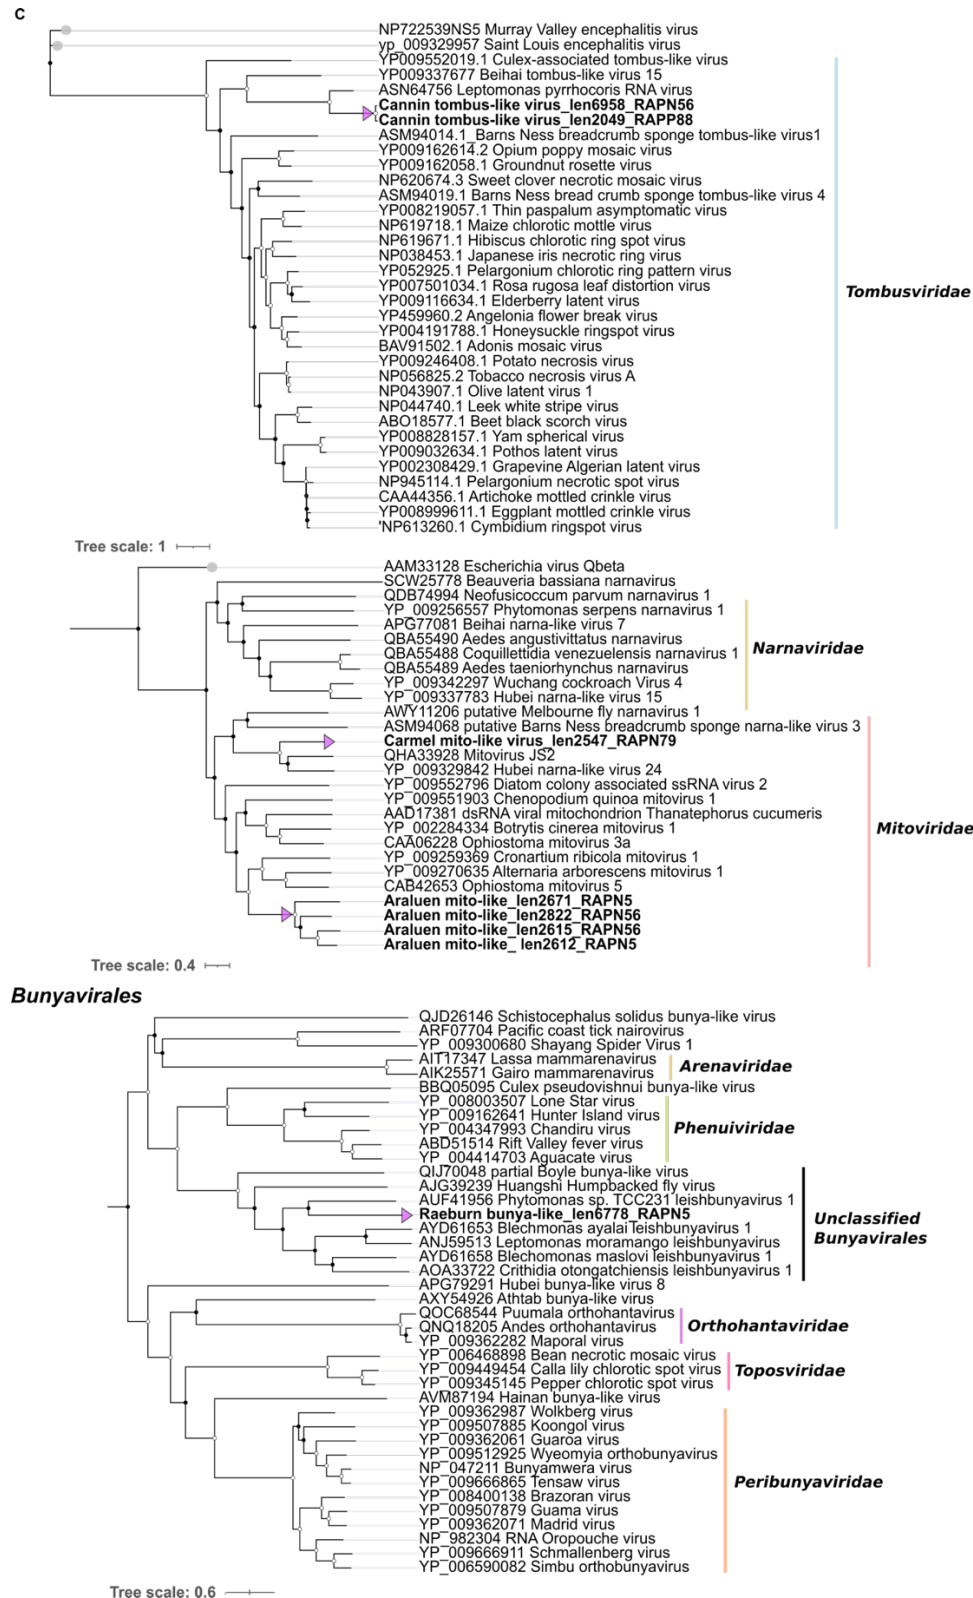 C
NP722539NS5 Murray Valley encephalitis virus
yp_009329957 Saint Louis encephalitis virus
YP009552019.1 Culex-associated tombus-like virus
YP009337677 Beihai tombus-like virus 15
ASN64756 Leptomonas pyrrhocoris RNA virus
Cannin tombus-like virus_len6958_RAPN56
Cannin tombus-like virus_len2049_RAPP88
ASM94014.1_Barns Ness breadcrumb sponge tombus-like virus1
YP009162614.2 Opium poppy mosaic virus
YP009162058.1 Groundnut rosette virus
NP620674.3 Sweet clover necrotic mosaic virus
ASM94019.1 Barns Ness bread crumb sponge tombus-like virus 4
YP008219057.1 Thin paspalum asymptomatic virus
NP619718.1 Maize chlorotic mottle virus
NP619671.1 Hibiscus chlorotic ring spot virus
NP038453.1 Japanese iris necrotic ring virus
YP052925.1 Pelargonium chlorotic ring pattern virus
YP007501034.1 Rosa rugosa leaf distortion virus
YP009116634.1 Elderberry latent virus
YP459960.2 Angelonia flower break virus
YP004191788.1 Honeysuckle ringspot virus
BAV91502.1 Adonis mosaic virus
YP009246408.1 Potato necrosis virus
NP056825.2 Tobacco necrosis virus A
NP043907.1 Olive latent virus 1
NP044740.1 Leek white stripe virus
ABO18577.1 Beet black scorch virus
YP008828157.1 Yam spherical virus
YP009032634.1 Pothos latent virus
YP002308429.1 Grapevine Algerian latent virus
NP945114.1 Pelargonium necrotic spot virus
CAA44356.1 Artichoke mottled crinkle virus
YP008999611.1 Eggplant mottled crinkle virus
'NP613260.1 Cymbidium ringspot virus
Tombusviridae
Tree scale: 1
AAM33128 Escherichia virus Qbeta
SCW25778 Beauveria bassiana narnavirus
QDB74994 Neofusicoccum parvum narnavirus 1
YP_009256557 Phytomonas serpens narnavirus 1
APG77081 Beihai narna-like virus 7
QBA55490 Aedes angustivittatus narnavirus
QBA55488 Coquillettidia venezuelensis narnavirus 1
QBA55489 Aedes taeniorhynchus narnavirus
YP_009342297 Wuchang cockroach Virus 4
YP_009337783 Hubei narna-like virus 15
Narnaviridae
AWY11206 putative Melbourne fly narnavirus 1
ASM94068 putative Barns Ness breadcrumb sponge narna-like virus 3
Carmel mito-like virus_len2547_RAPN79
QHA33928 Mitovirus JS2
YP_009329842 Hubei narna-like virus 24
YP_009552796 Diatom colony associated ssRNA virus 2
YP_009551903 Chenopodium quinoa mitovirus 1
AAD17381 dsRNA viral mitochondrion Thanatephorus cucumeris
YP_002284334 Botrytis cinerea mitovirus 1
CAA06228 Ophiostoma mitovirus 3a
YP_009259369 Cronartium ribicola mitovirus 1
YP_009270635 Alternaria arborescens mitovirus 1
CAB42653 Ophiostoma mitovirus 5
Araluen mito-like_len2671_RAPN5
Araluen mito-like_len2822_RAPN56
Araluen mito-like_len2615_RAPN56
Araluen mito-like_ len2612_RAPN5
Mitoviridae
Tree scale: 0.4
Bunyavirales
QJD26146 Schistocephalus solidus bunya-like virus
ARF07704 Pacific coast tick nairovirus
YP_009300680 Shayang Spider Virus 1
AIT17347 Lassa mammarenavirus
AIK25571 Gairo mammarenavirus
Arenaviridae
BBQ05095 Culex pseudovishnui bunya-like virus
YP_008003507 Lone Star virus
YP_009162641 Hunter Island virus
YP_004347993 Chandiru virus
ABD51514 Rift Valley fever virus
YP_004414703 Aguacate virus
Phenuiviridae
QIJ70048 partial Boyle bunya-like virus
AJG39239 Huangshi Humpbacked fly virus
AUF41956 Phytomonas sp. TCC231 leishbunyavirus 1
Raeburn bunya-like_len6778_RAPN5
AYD61653 Blechmonas ayalai leishbunyavirus 1
ANJ59513 Leptomonas moramango leishbunyavirus
AYD61658 Blechomonas maslovi leishbunyavirus 1
AOA33722 Crithidia otongatchiensis leishbunyavirus 1
Unclassified
Bunyavirales
APG79291 Hubei bunya-like virus 8
AXY54926 Athtab bunya-like virus
QOC68544 Puumala orthohantavirus
QNQ18205 Andes orthohantavirus
YP_009362282 Maporal virus
Orthohantaviridae
YP_006468898 Bean necrotic mosaic virus
YP_009449454 Calla lily chlorotic spot virus
YP_009345145 Pepper chlorotic spot virus
Toposviridae
AVM87194 Hainan bunya-like virus
YP_009362987 Wolkberg virus
YP_009507885 Koongol virus
YP_009362061 Guaroa virus
YP_009512925 Wyeomyia orthobunyavirus
NP_047211 Bunyamwera virus
YP_009666865 Tensaw virus
YP_008400138 Brazoran virus
YP_009507879 Guama virus
YP_009362071 Madrid virus
NP_982304 RNA Oropouche virus
YP_009666911 Schmallenberg virus
YP_006590082 Simbu orthobunyavirus
Peribunyaviridae
Tree scale: 0.6